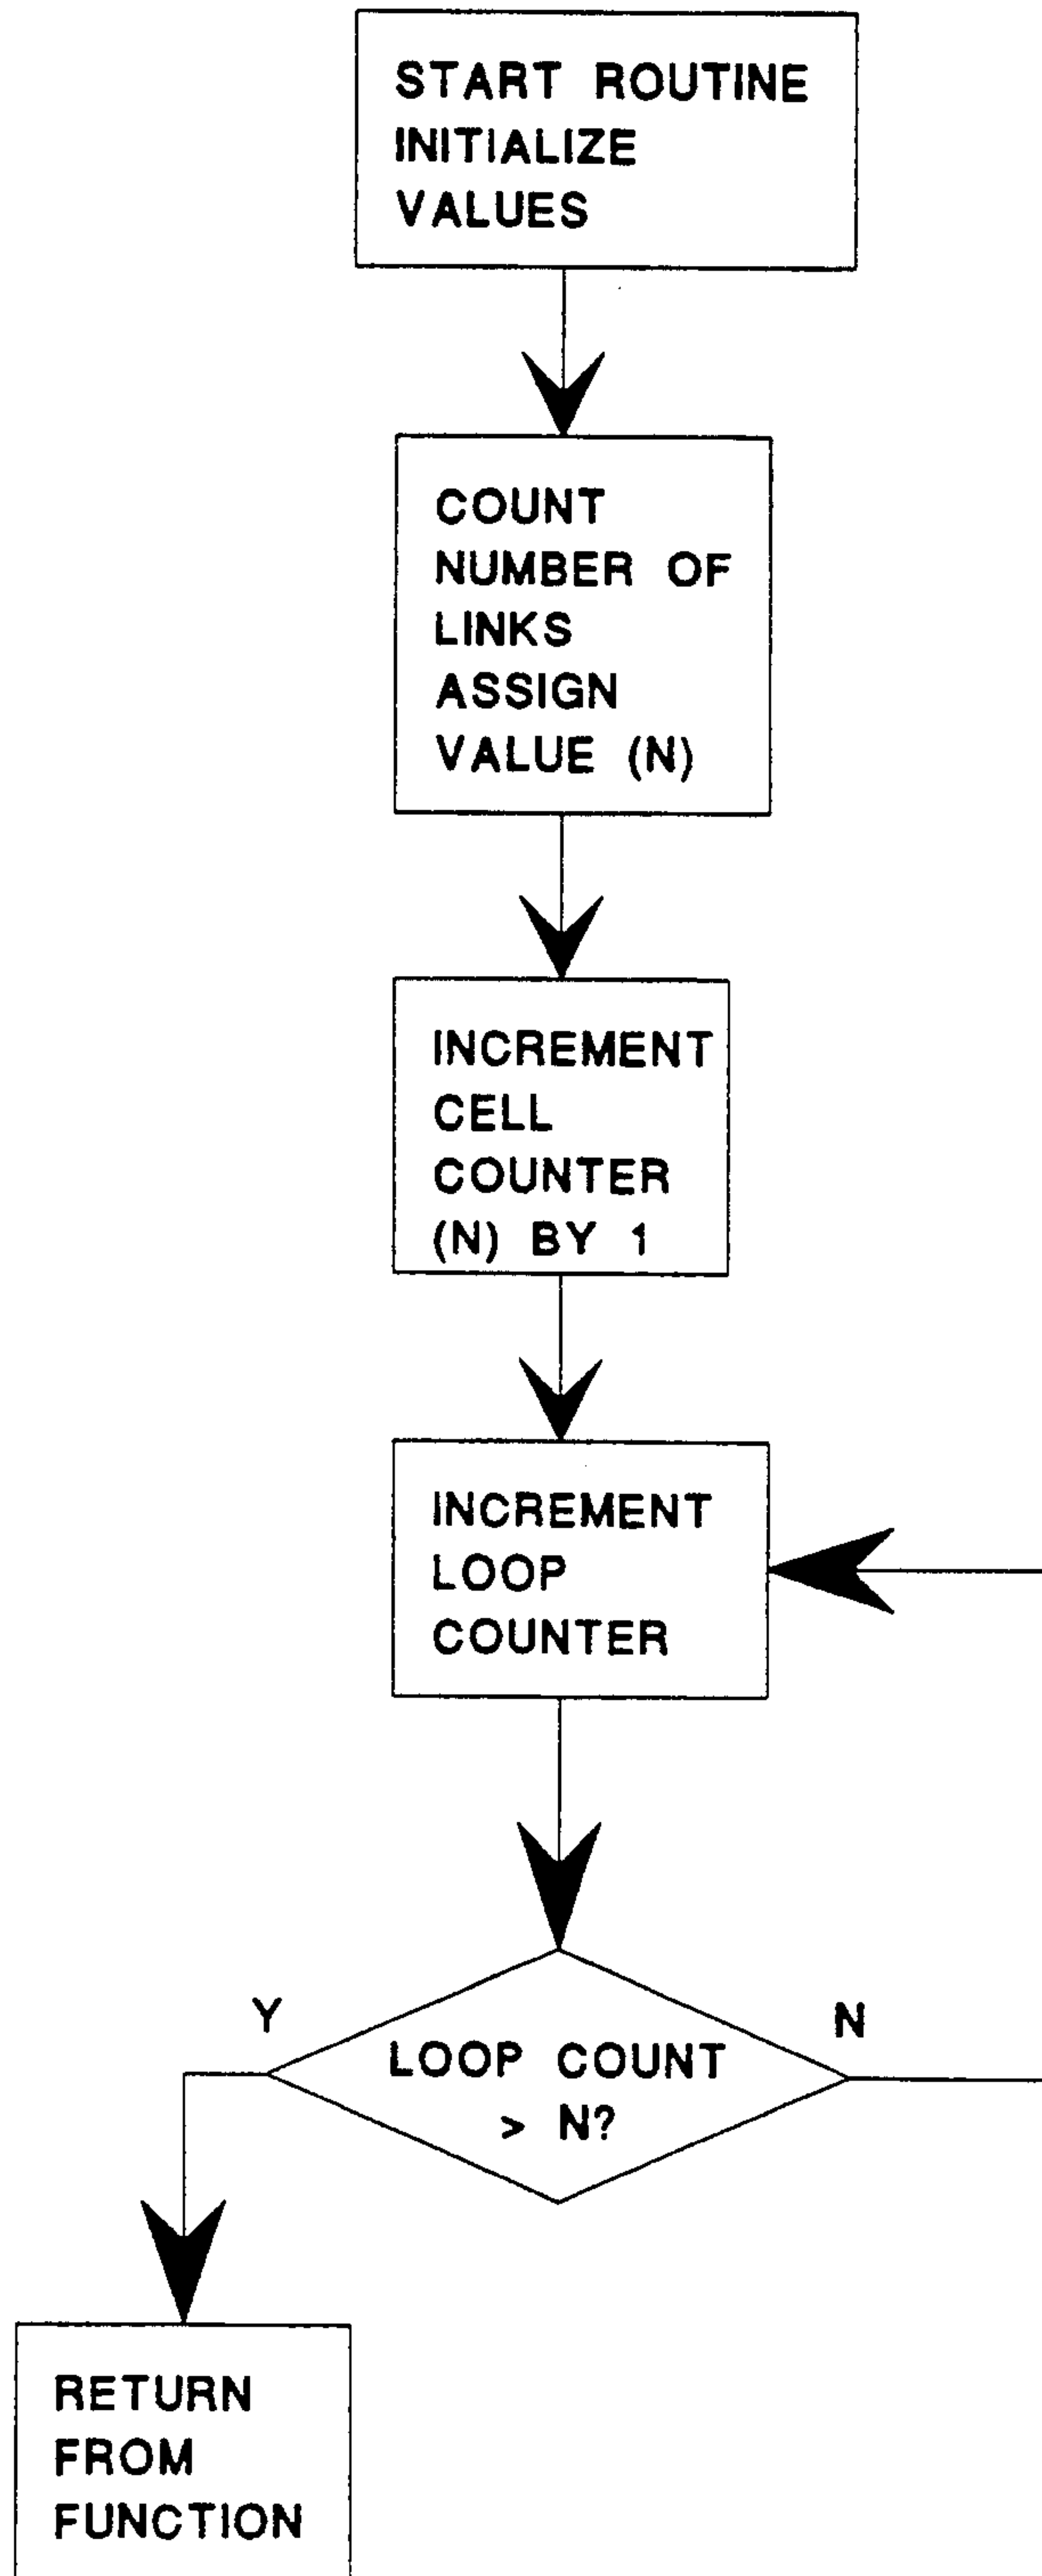 START ROUTINE
INITIALIZE
VALUES
COUNT
NUMBER OF
LINKS
ASSIGN
VALUE (N)
INCREMENT
CELL
COUNTER
(N) BY 1
INCREMENT
LOOP
COUNTER
Y
N
LOOP COUNT
> N?
RETURN
FROM
FUNCTION